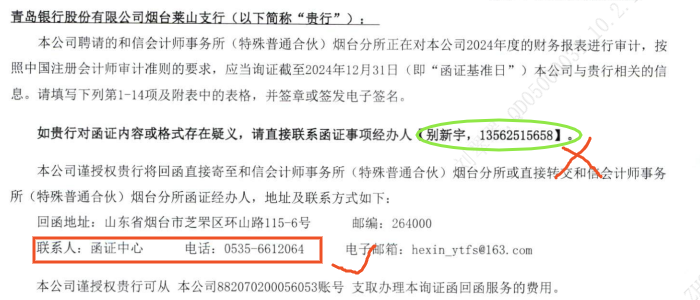 青岛银行股份有限公司烟台莱山支行(以下简称“贵行”):
本公司聘请的和信会计师事务所(特殊普通合伙)烟台分所正在对本公司2024年度的财务报表进行审计,按
照中国注册会计师审计准则的要求,应当询证截至2024年12月31日(即“函证基准日”)本公司与贵行相关的信
息。请填写下列第1-14项及附表中的表格,并签章或签发电子签名。
如贵行对函证内容或格式存在疑义,请直接联系函证事项经办人【别新宇,13562515658】。
本公司谨授权贵行将回函直接寄至和信会计师事务所(特殊普通合伙)烟台分所或直接转交和信会计师事务
所(特殊普通合伙)烟台分所函证经办人,地址及联系方式如下:
回函地址:山东省烟台市芝罘区环山路115-6号 邮编:264000
联系人:函证中心 电话:0535-6612064 电子邮箱:hexin_ytfs@163.com
本公司谨授权贵行可从 本公司882070200056053账号 支取办理本询证函回函服务的费用。